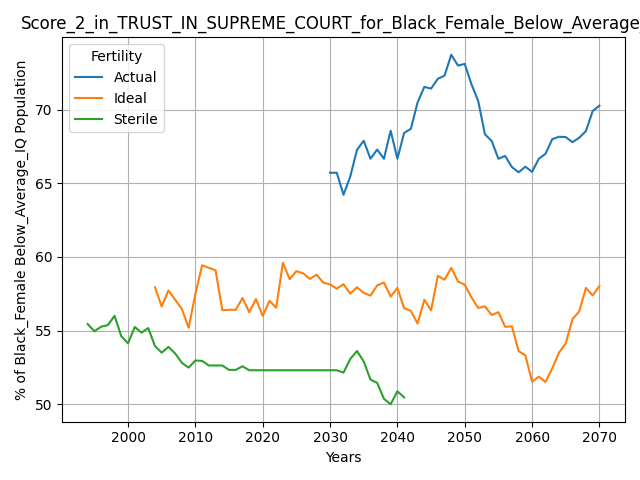 Score_2_in_TRUST_IN_SUPREME_COURT_for_Black_Female_Below_Average_
Fertility
Actual
Ideal
Sterile
% of Black_Female Below_Average_IQ Population
70
65
60
55
50
2000 2010 2020 2030 2040 2050 2060 2070
Years